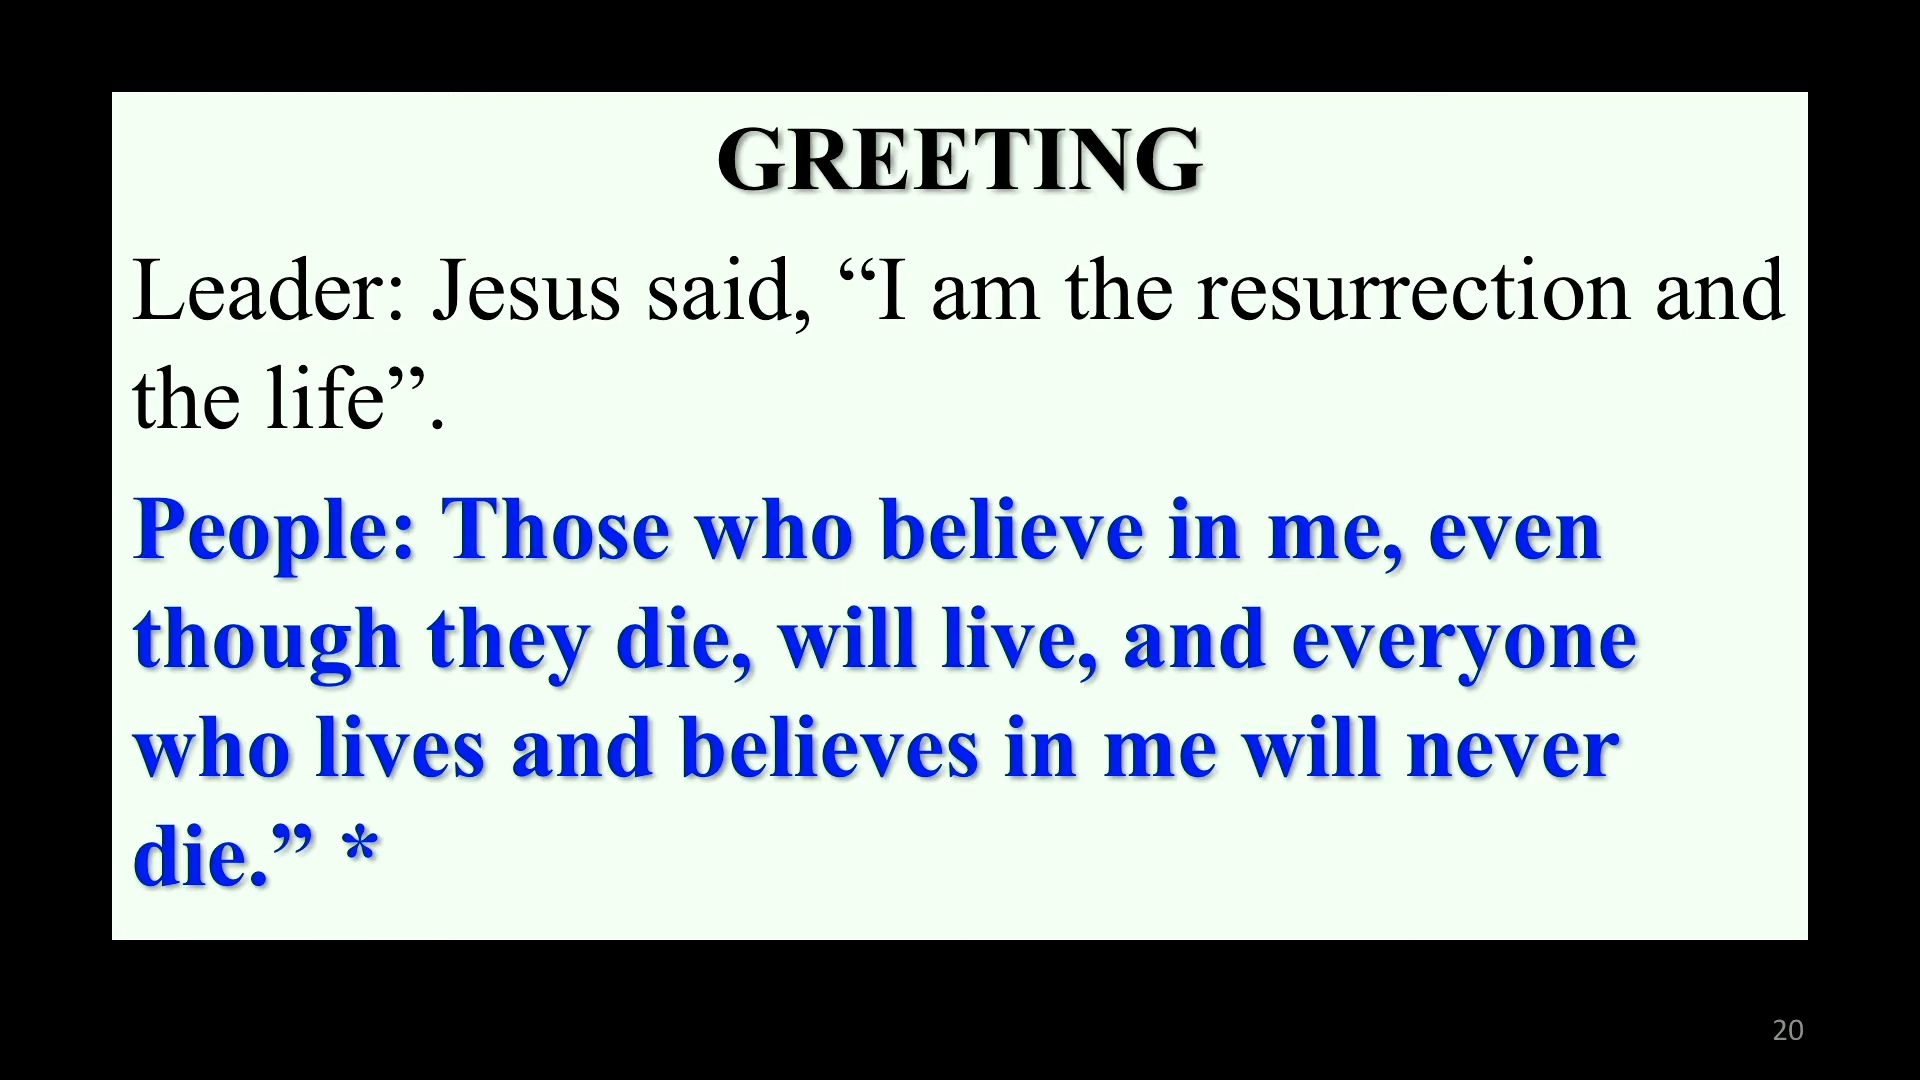 GREETING
Leader: Jesus said, “I am the resurrection and
the life”.
People: Those who believe in me, even
though they die, will live, and everyone
who lives and believes in me will never
die.” *
20